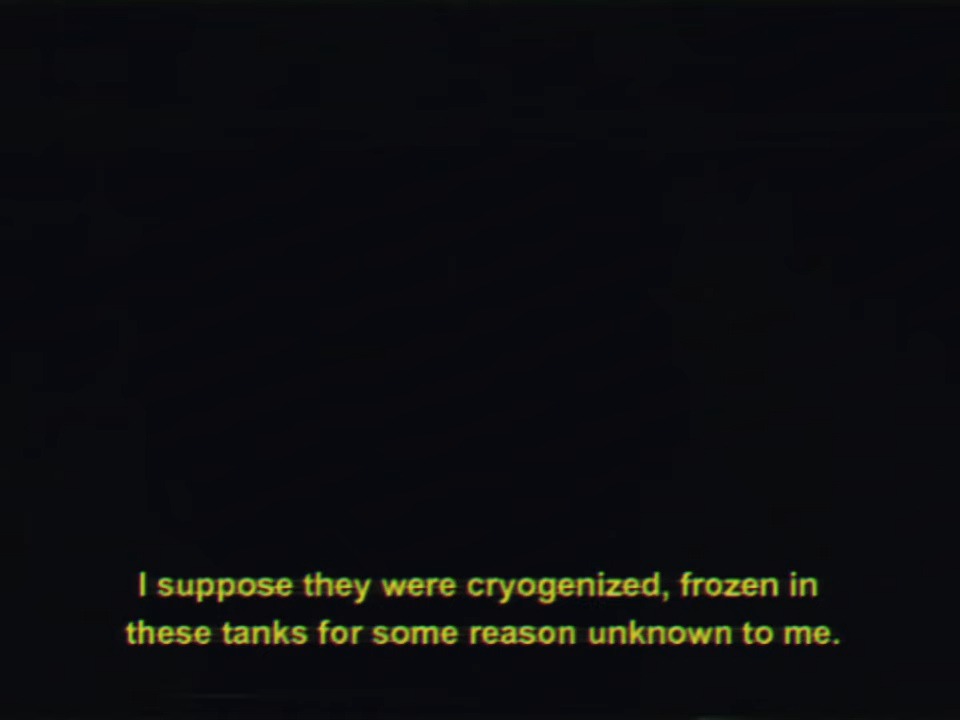 I suppose they were cryogenized, frozen in
these tanks for some reason unknown to me.